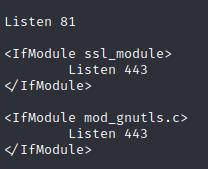 Listen 81
<IfModule ssl_module>
        Listen 443
</IfModule>
<IfModule mod_gnutls.c>
        Listen 443
</IfModule>